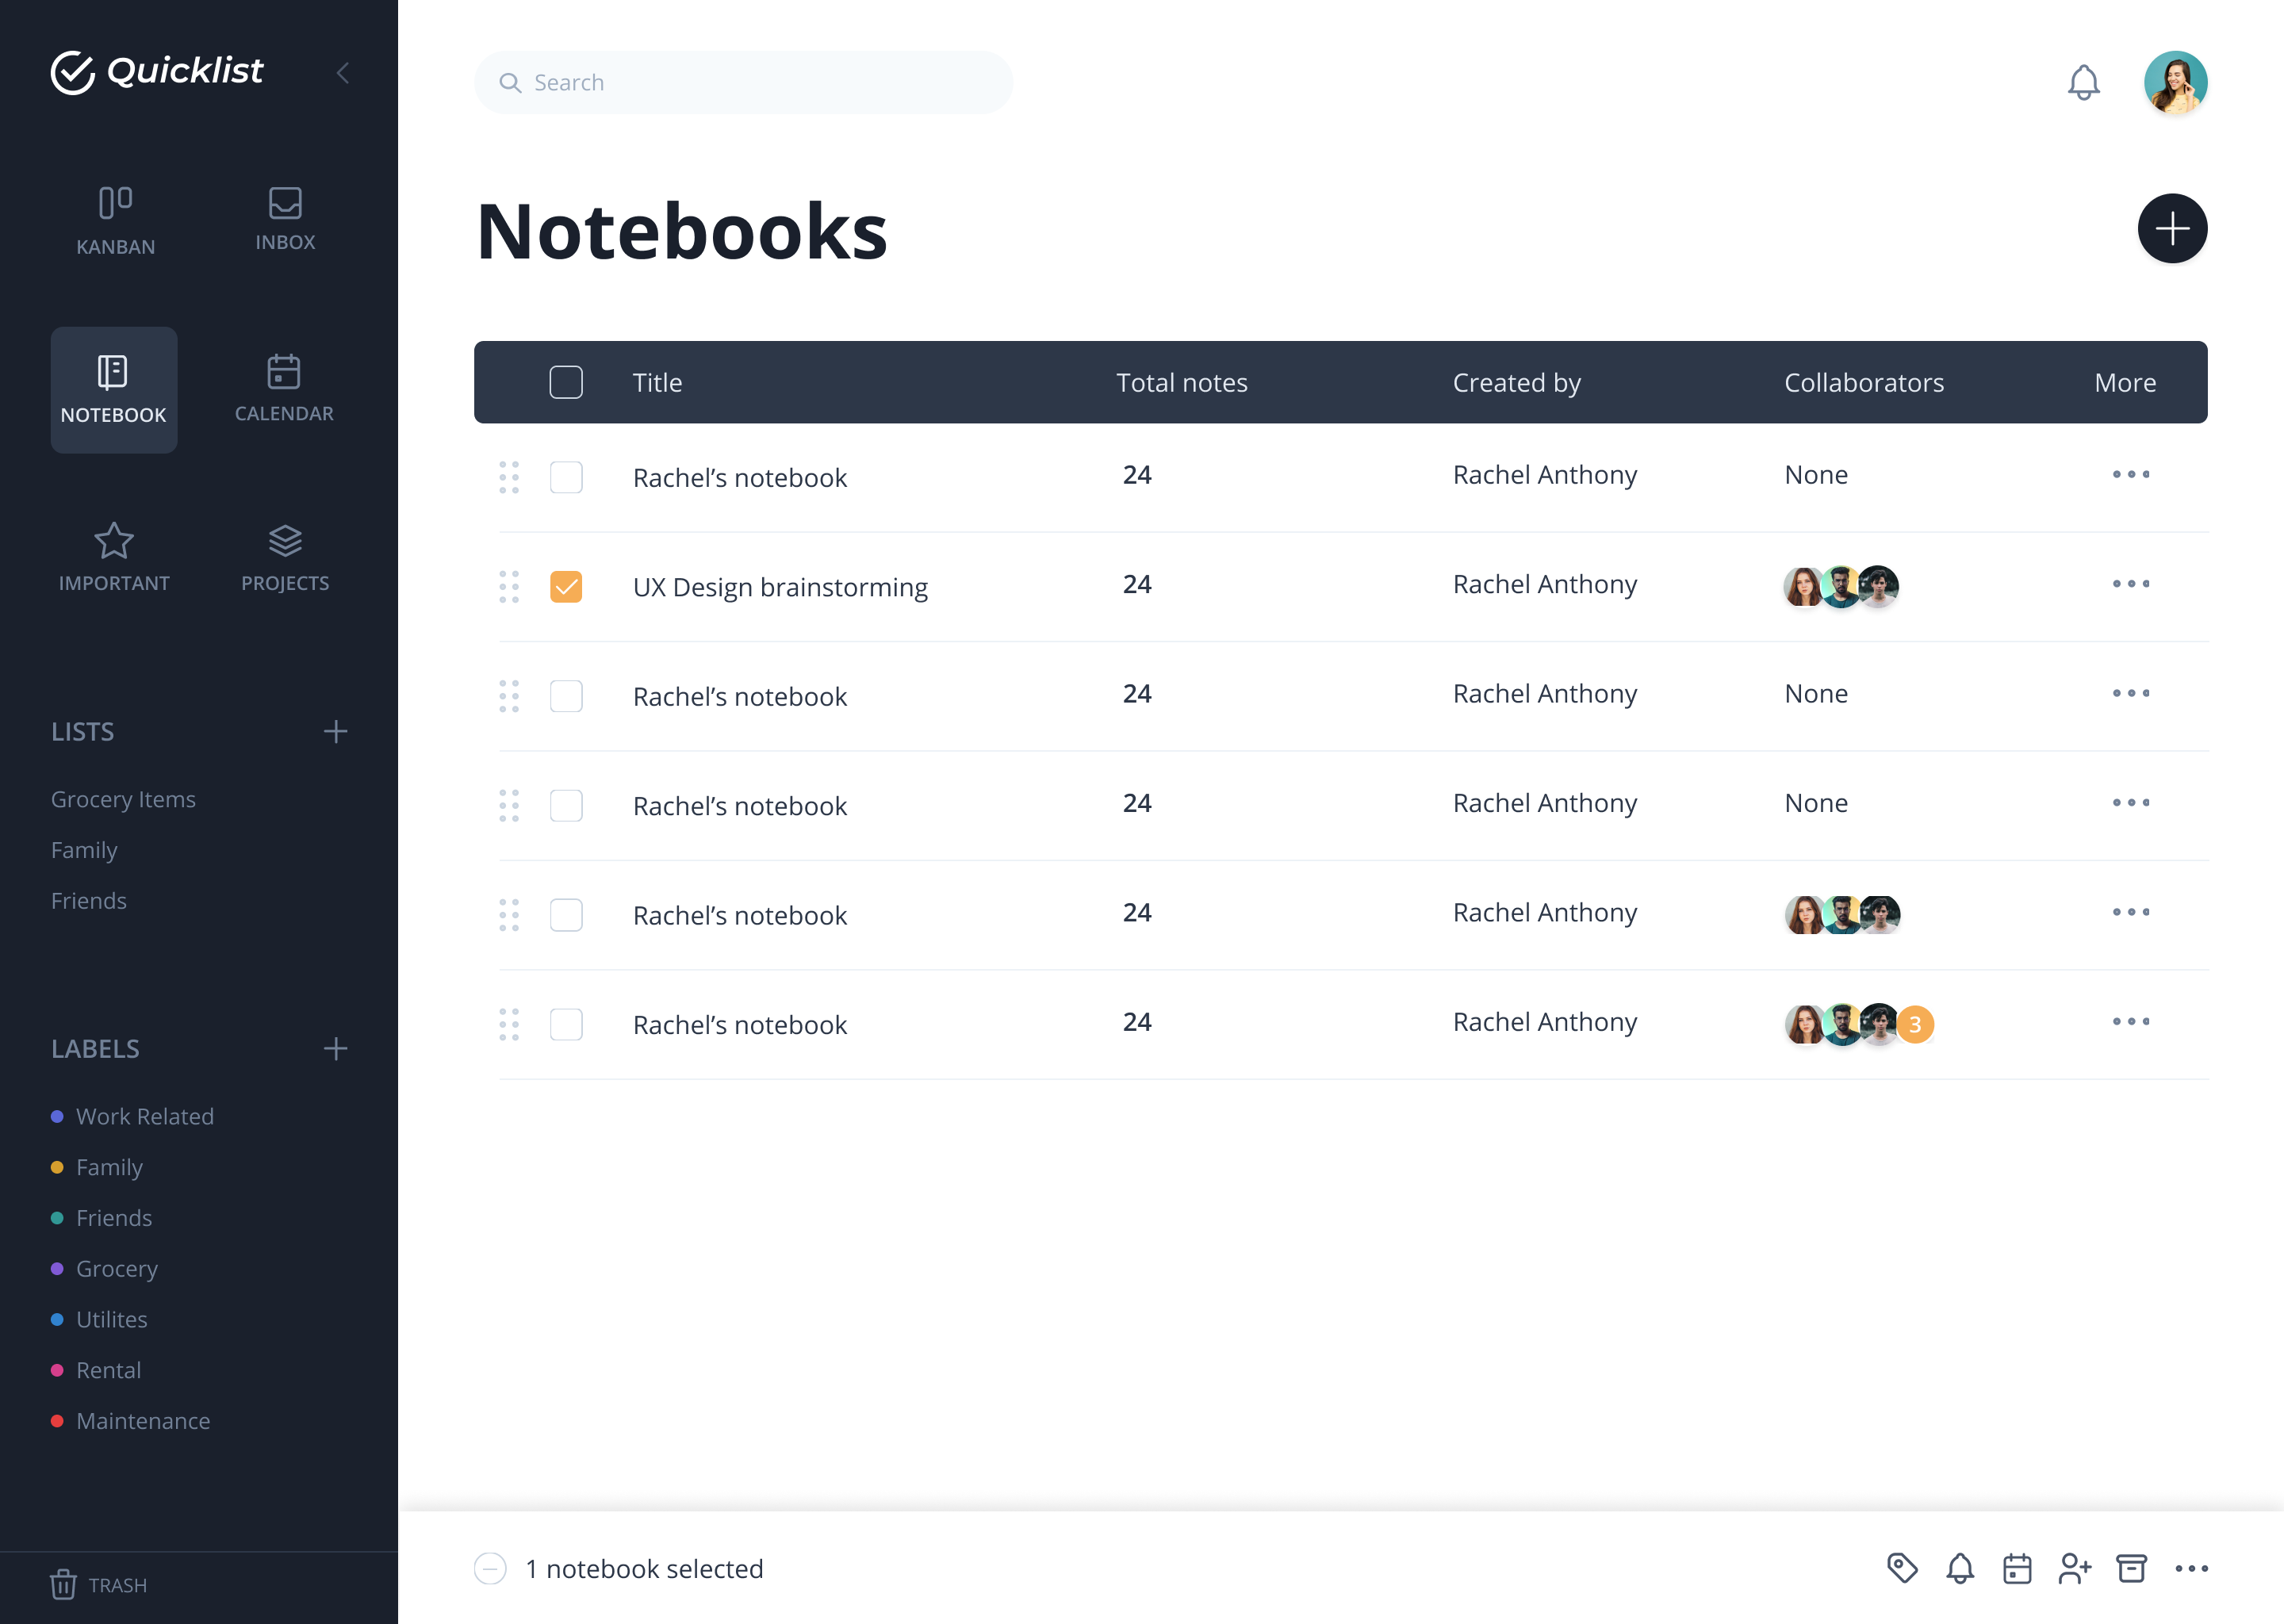 Quicklist
Search
KANBAN
INBOX
NOTEBOOK
CALENDAR
IMPORTANT
PROJECTS
LISTS
Grocery Items
Family
Friends
LABELS
Work Related
Family
Friends
Grocery
Utilites
Rental
Maintenance
TRASH
Notebooks
Title Total notes Created by Collaborators More
Rachel’s notebook 24 Rachel Anthony None
UX Design brainstorming 24 Rachel Anthony
Rachel’s notebook 24 Rachel Anthony None
Rachel’s notebook 24 Rachel Anthony None
Rachel’s notebook 24 Rachel Anthony
Rachel’s notebook 24 Rachel Anthony 3
1 notebook selected